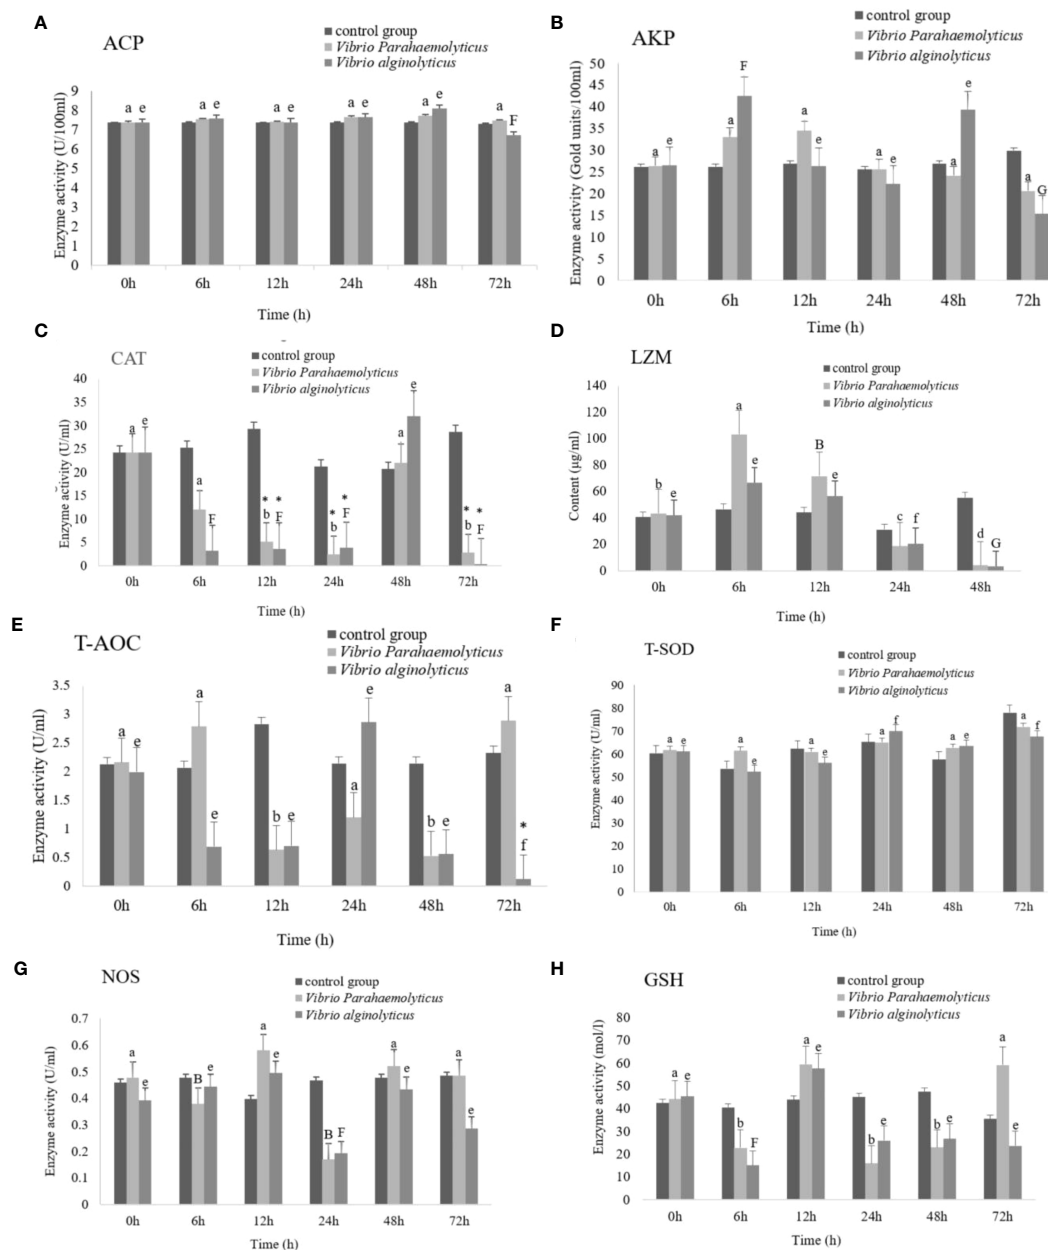 A
ACP
control group
Vibrio Parahaemolyticus
Vibrio alginolyticus
Enzyme activity (U/100ml)
9
8
7
6
5
4
3
2
1
0
a e a e a e a e a e a F
0h 6h 12h 24h 48h 72h
Time (h)
B
AKP
control group
Vibrio Parahaemolyticus
Vibrio alginolyticus
Enzyme activity (Gold units/100ml)
50
45
40
35
30
25
20
15
10
5
0
a e a F a e a e a e a G
0h 6h 12h 24h 48h 72h
Time (h)
C
CAT
control group
Vibrio Parahaemolyticus
Vibrio alginolyticus
Enzyme activity (U/ml)
40
35
30
25
20
15
10
5
0
a e a F * b * F * b * F a e * b * F
0h 6h 12h 24h 48h 72h
Time (h)
D
LZM
control group
Vibrio Parahaemolyticus
Vibrio alginolyticus
Content (μg/ml)
140
120
100
80
60
40
20
0
b e a e B e c f d G
0h 6h 12h 24h 48h
Time (h)
E
T-AOC
control group
Vibrio Parahaemolyticus
Vibrio alginolyticus
Enzyme activity (U/ml)
3.5
3
2.5
2
1.5
1
0.5
0
a e a e b e a e b e a * f
0h 6h 12h 24h 48h 72h
Time (h)
F
T-SOD
control group
Vibrio Parahaemolyticus
Vibrio alginolyticus
Enzyme activity (U/ml)
90
80
70
60
50
40
30
20
10
0
a e a e a e a f a e a f
0h 6h 12h 24h 48h 72h
Time (h)
G
NOS
control group
Vibrio Parahaemolyticus
Vibrio alginolyticus
Enzyme activity (U/ml)
0.7
0.6
0.5
0.4
0.3
0.2
0.1
0
a e B e a e B F a e a e
0h 6h 12h 24h 48h 72h
Time (h)
H
GSH
control group
Vibrio Parahaemolyticus
Vibrio alginolyticus
Enzyme activity (mol/l)
80
70
60
50
40
30
20
10
0
a e b F a e b e b e a e
0h 6h 12h 24h 48h 72h
Time (h)